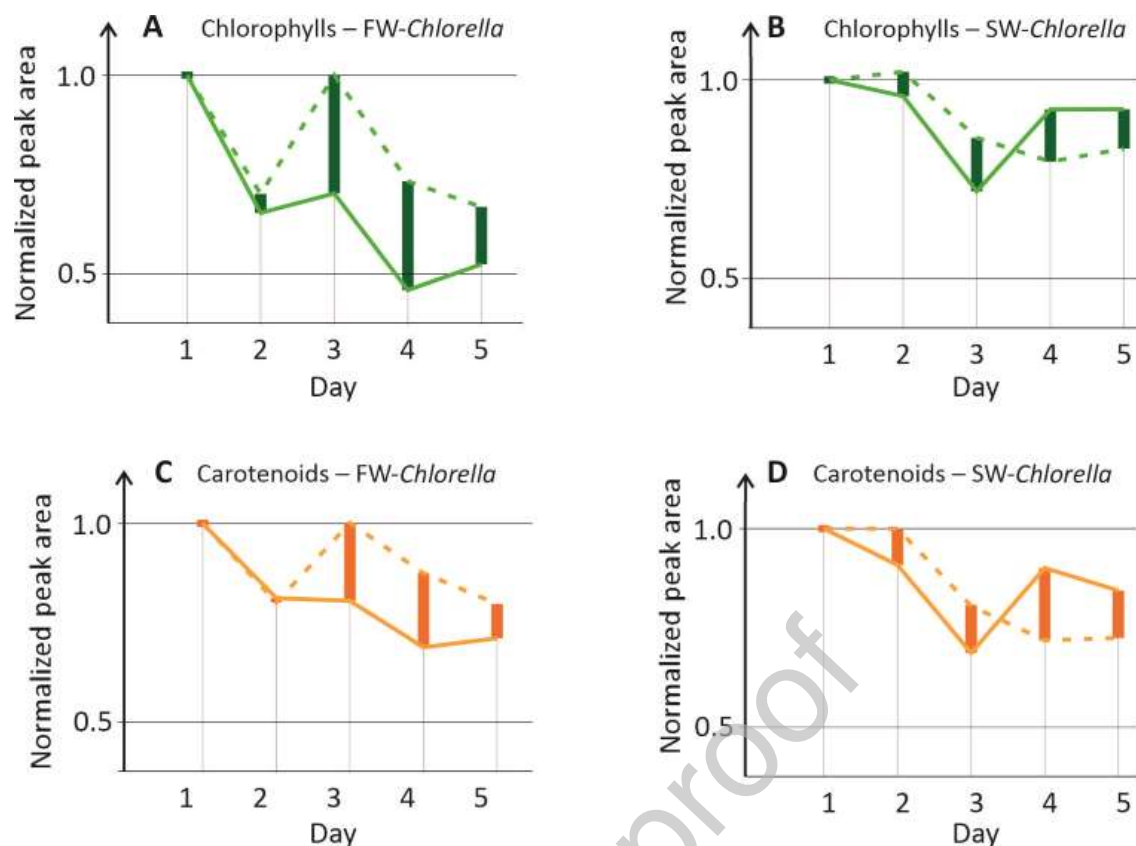 A Chlorophylls – FW-Chlorella
Normalized peak area
1.0
0.5
1 2 3 4 5
Day
B Chlorophylls – SW-Chlorella
Normalized peak area
1.0
0.5
1 2 3 4 5
Day
C Carotenoids – FW-Chlorella
Normalized peak area
1.0
0.5
1 2 3 4 5
Day
D Carotenoids – SW-Chlorella
Normalized peak area
1.0
0.5
1 2 3 4 5
Day
proof